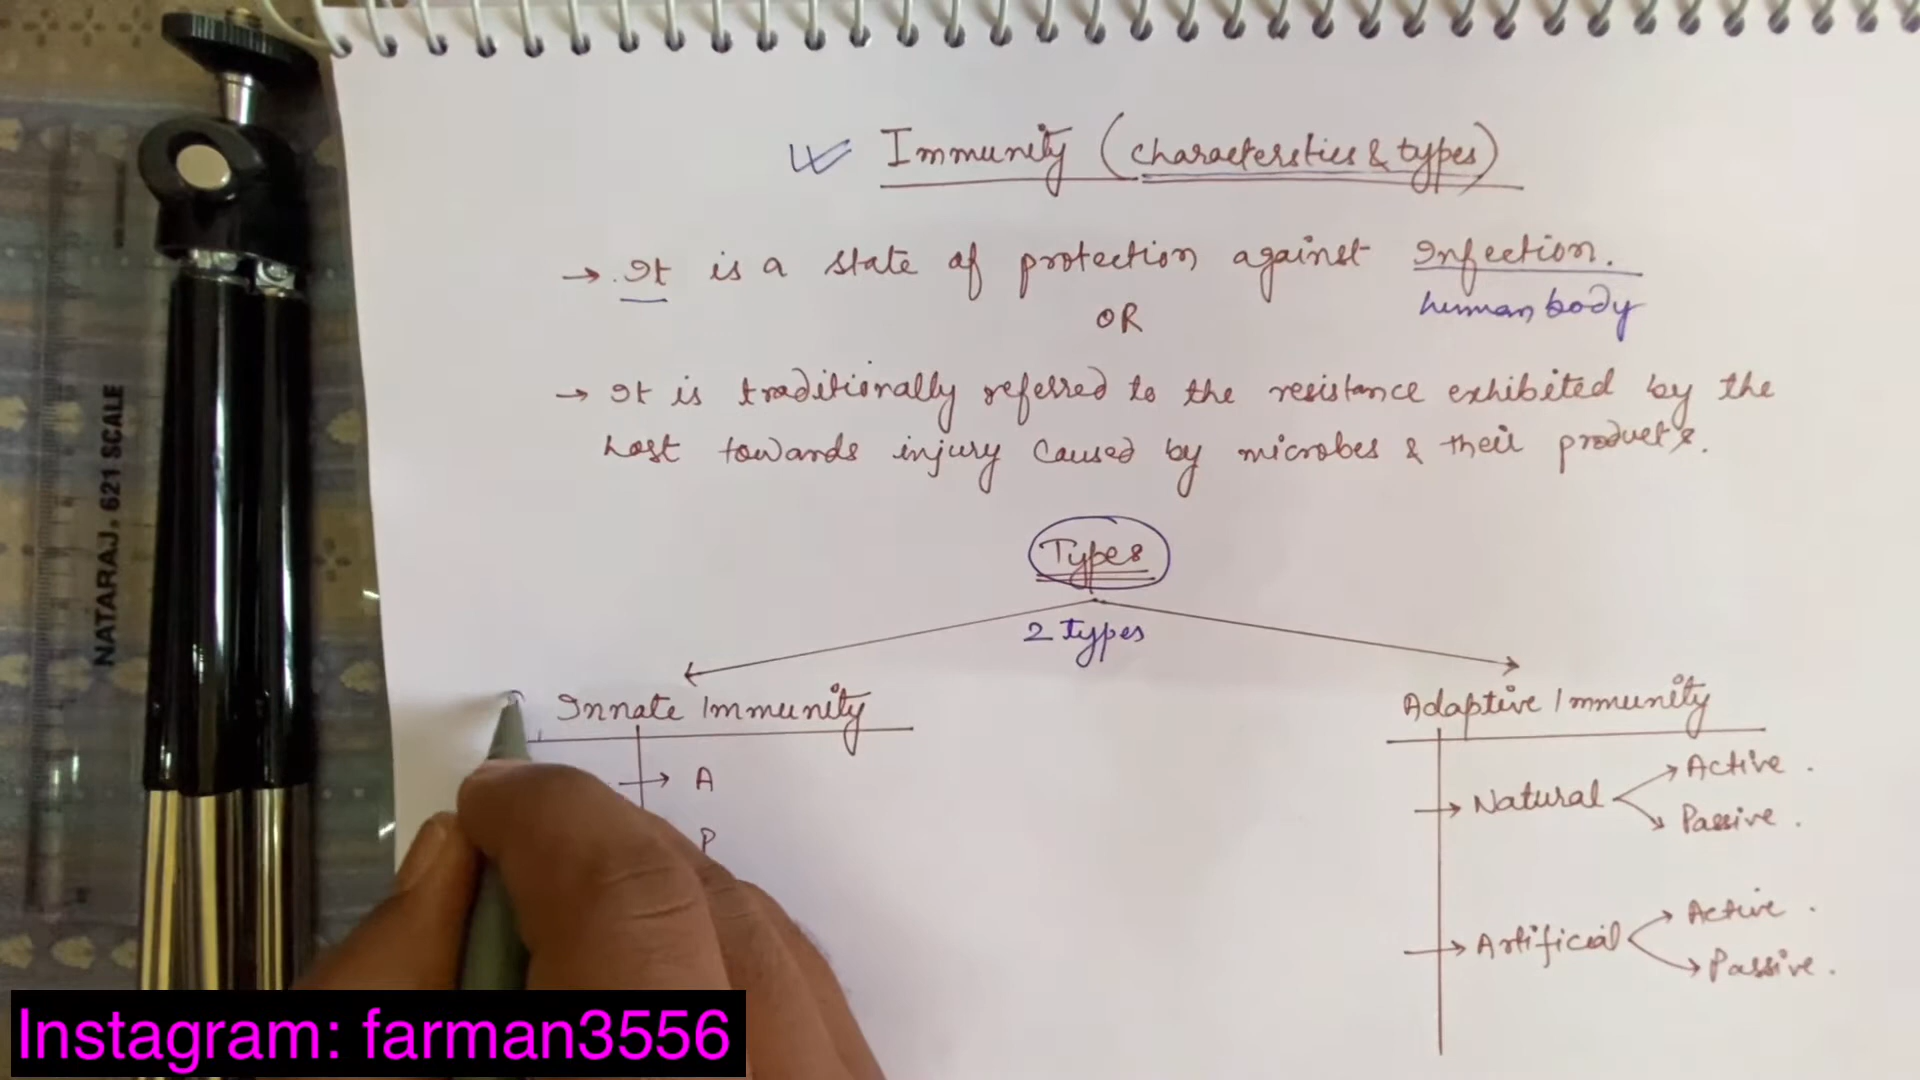 Immunity (characterstics & types)
→ It is a state of protection against Infection.
human body
OR
→ It is traditionally referred to the resistance exhibited by the
host towards injury caused by microbes & their products.
Types
2 types
Innate Immunity
→ A
P
Adaptive Immunity
→ Natural
→ Active .
→ Passive .
→ Artificial
→ Active .
→ Passive .
NATARAJ 621 SCALE
Instagram: farman3556